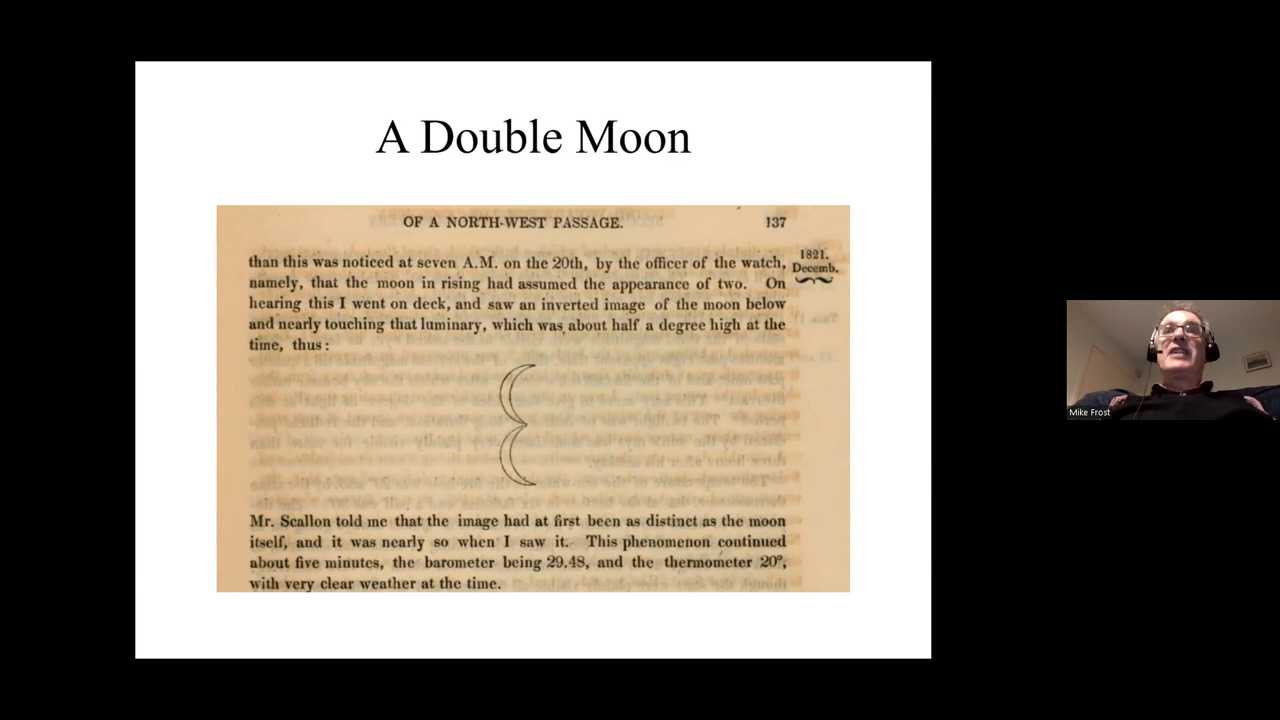 A Double Moon
OF A NORTH-WEST PASSAGE. 137
than this was noticed at seven A.M. on the 20th, by the officer of the watch,
1821.
Decemb.
namely, that the moon in rising had assumed the appearance of two. On
hearing this I went on deck, and saw an inverted image of the moon below
and nearly touching that luminary, which was about half a degree high at the
time, thus:
Mr. Scallon told me that the image had at first been as distinct as the moon
itself, and it was nearly so when I saw it. This phenomenon continued
about five minutes, the barometer being 29.48, and the thermometer 20°,
with very clear weather at the time.
Mike Frost